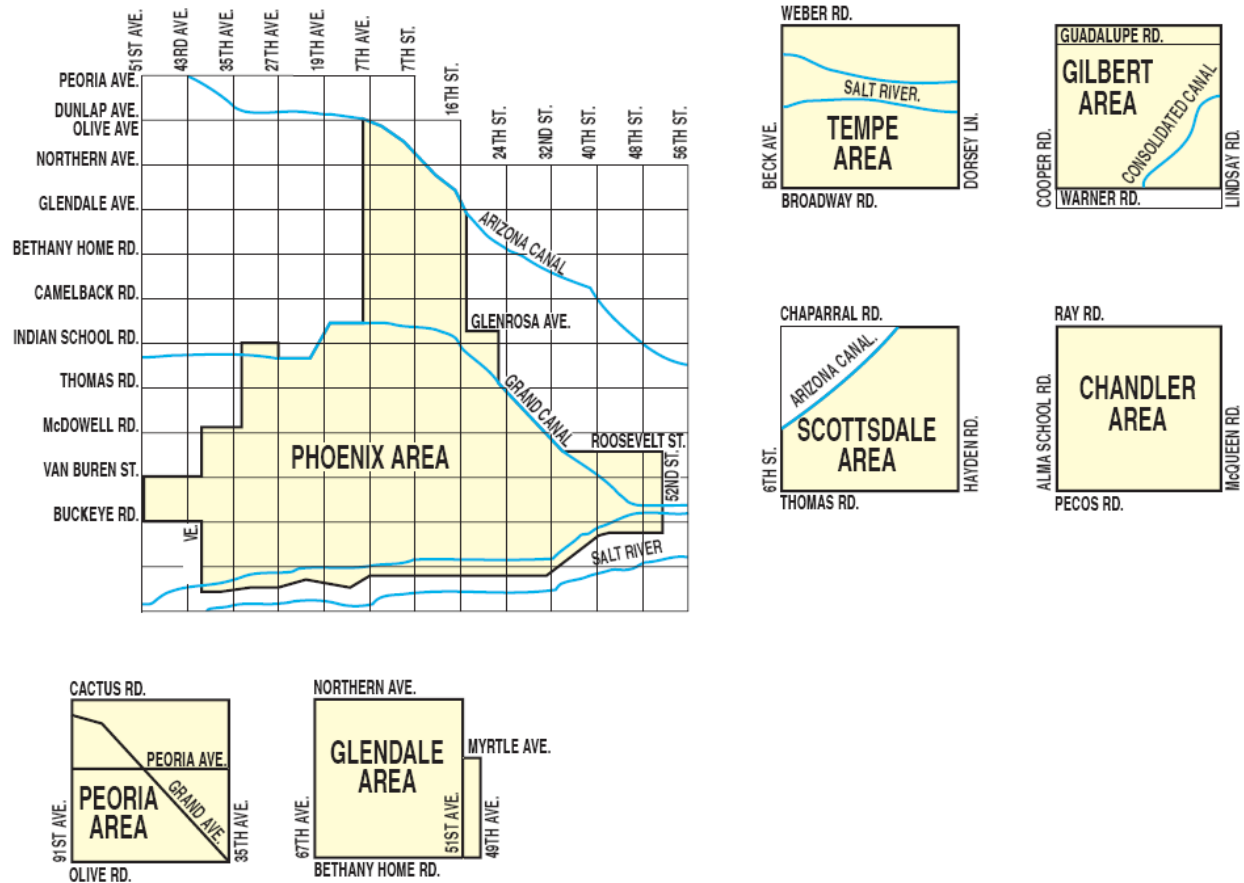 51ST AVE.
43RD AVE.
35TH AVE.
27TH AVE.
19TH AVE.
7TH AVE.
7TH ST.
16TH ST.
24TH ST.
32ND ST.
40TH ST.
48TH ST.
56TH ST.
PEORIA AVE.
DUNLAP AVE.
OLIVE AVE
NORTHERN AVE.
GLENDALE AVE.
BETHANY HOME RD.
CAMELBACK RD.
INDIAN SCHOOL RD.
THOMAS RD.
McDOWELL RD.
VAN BUREN ST.
BUCKEYE RD.
ARIZONA CANAL
GLENROSA AVE.
GRAND CANAL
ROOSEVELT ST.
52ND ST.
PHOENIX AREA
VE.
SALT RIVER
WEBER RD.
SALT RIVER.
TEMPE
AREA
BECK AVE.
DORSEY LN.
BROADWAY RD.
GUADALUPE RD.
GILBERT
AREA
CONSOLIDATED CANAL
COOPER RD.
LINDSAY RD.
WARNER RD.
CHAPARRAL RD.
ARIZONA CANAL.
SCOTTSDALE
AREA
6TH ST.
HAYDEN RD.
THOMAS RD.
RAY RD.
CHANDLER
AREA
ALMA SCHOOL RD.
McQUEEN RD.
PECOS RD.
CACTUS RD.
PEORIA AVE.
PEORIA
AREA
GRAND AVE.
91ST AVE.
35TH AVE.
OLIVE RD.
NORTHERN AVE.
GLENDALE
AREA
MYRTLE AVE.
67TH AVE.
51ST AVE.
49TH AVE.
BETHANY HOME RD.